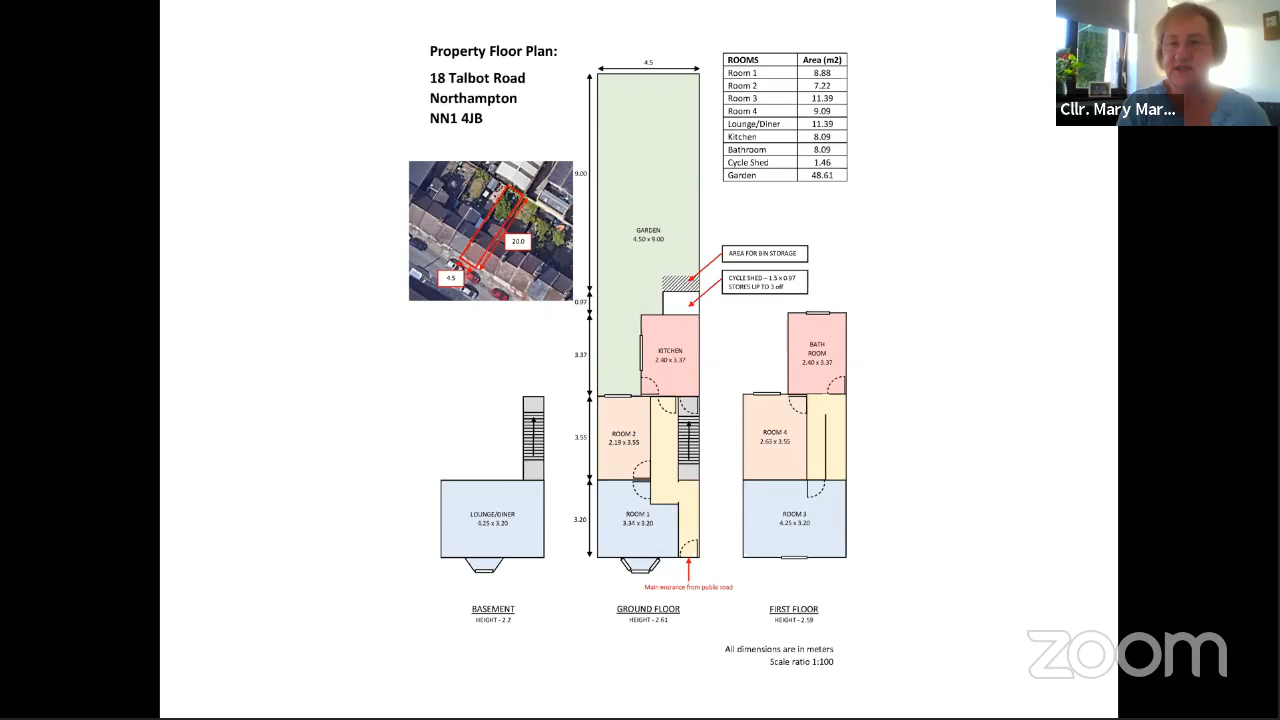 Property Floor Plan:
18 Talbot Road
Northampton
NN1 4JB
4.5
ROOMS Area (m2)
Room 1 8.88
Room 2 7.22
Room 3 11.39
Room 4 9.09
Lounge/Diner 11.39
Kitchen 8.09
Bathroom 8.09
Cycle Shed 1.46
Garden 48.61
Cllr. Mary Mar...
20.0
4.5
9.00
GARDEN
4.50 x 9.00
AREA FOR BIN STORAGE
CYCLE SHED – 1.5 x 0.97
STORES UP TO 3 off
0.97
3.37
KITCHEN
2.40 x 3.37
BATH
ROOM
2.40 x 3.37
3.55
ROOM 2
2.19 x 3.55
ROOM 4
2.63 x 3.55
LOUNGE/DINER
4.25 x 3.20
3.20
ROOM 1
3.34 x 3.20
ROOM 3
4.25 x 3.20
Main entrance from public road
BASEMENT
HEIGHT - 2.2
GROUND FLOOR
HEIGHT - 2.61
FIRST FLOOR
HEIGHT - 2.59
All dimensions are in meters
Scale ratio 1:100
zoom